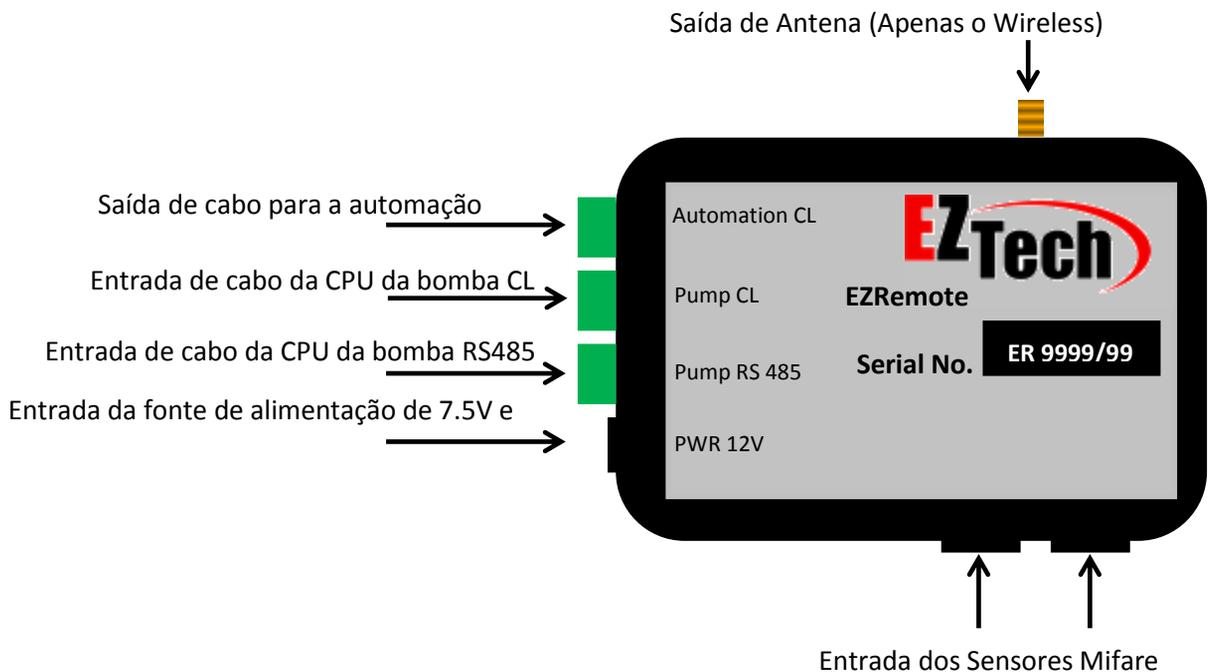 Saída de Antena (Apenas o Wireless)
Saída de cabo para a automação
Automation CL
EZTech
Entrada de cabo da CPU da bomba CL
Pump CL
EZRemote
Entrada de cabo da CPU da bomba RS485
Pump RS 485
Serial No.
ER 9999/99
Entrada da fonte de alimentação de 7.5V e
PWR 12V
Entrada dos Sensores Mifare